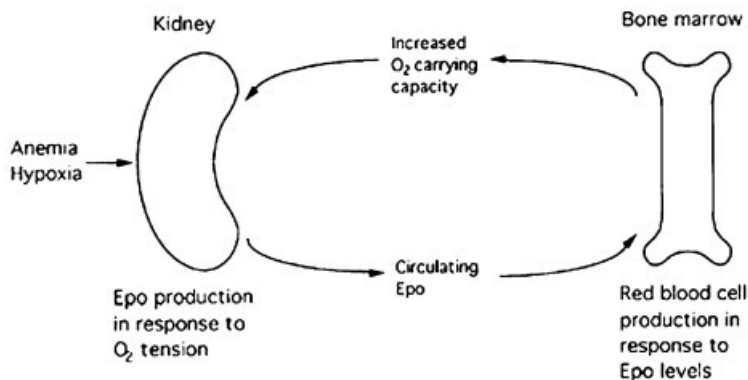 Kidney
Bone marrow
Increased
O₂ carrying
capacity
Anemia
Hypoxia
Circulating
Epo
Epo production
in response to
O₂ tension
Red blood cell
production in
response to
Epo levels